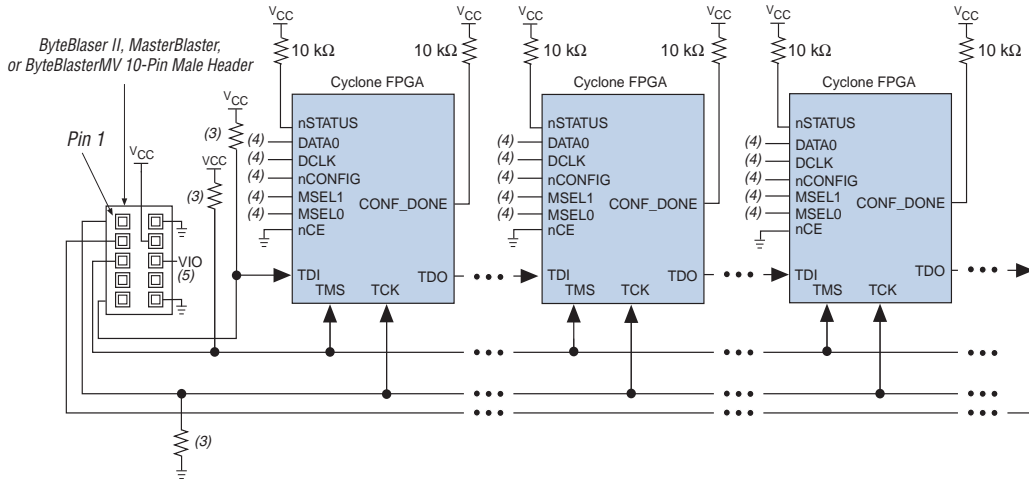 VCC
VCC
VCC
VCC
VCC
VCC
10 kΩ
10 kΩ
10 kΩ
10 kΩ
10 kΩ
10 kΩ
ByteBlaser II, MasterBlaster,
or ByteBlasterMV 10-Pin Male Header
Pin 1
VCC
VCC
(3)
VCC
(3)
VIO
(5)
Cyclone FPGA
nSTATUS
(4) DATA0
(4) DCLK
(4) nCONFIG
(4) MSEL1
(4) MSEL0
CONF_DONE
nCE
TDI
TDO
TMS
TCK
Cyclone FPGA
nSTATUS
(4) DATA0
(4) DCLK
(4) nCONFIG
(4) MSEL1
(4) MSEL0
CONF_DONE
nCE
TDI
TDO
TMS
TCK
Cyclone FPGA
nSTATUS
(4) DATA0
(4) DCLK
(4) nCONFIG
(4) MSEL1
(4) MSEL0
CONF_DONE
nCE
TDI
TDO
TMS
TCK
(3)